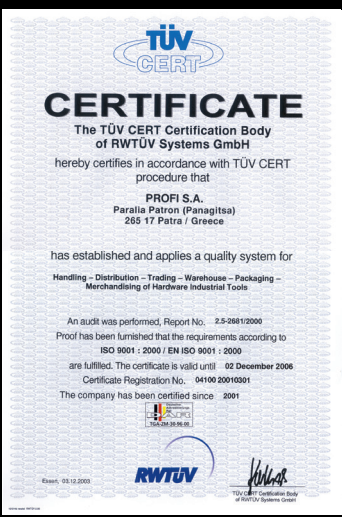 TÜV
CERT
CERTIFICATE
The TÜV CERT Certification Body
of RWTÜV Systems GmbH
hereby certifies in accordance with TÜV CERT
procedure that
PROFI S.A.
Paralia Patron (Panagitsa)
265 17 Patra / Greece
has established and applies a quality system for
Handling – Distribution – Trading – Warehouse – Packaging –
Merchandising of Hardware Industrial Tools
An audit was performed, Report No. 2.5-2681/2000
Proof has been furnished that the requirements according to
ISO 9001 : 2000 / EN ISO 9001 : 2000
are fulfilled. The certificate is valid until 02 December 2006
Certificate Registration No. 04100 20010301
The company has been certified since 2001
TGA-ZM-30-96-00
RWTÜV
Essen, 03.12.2003
TÜV CERT Certification Body
of RWTÜV Systems GmbH